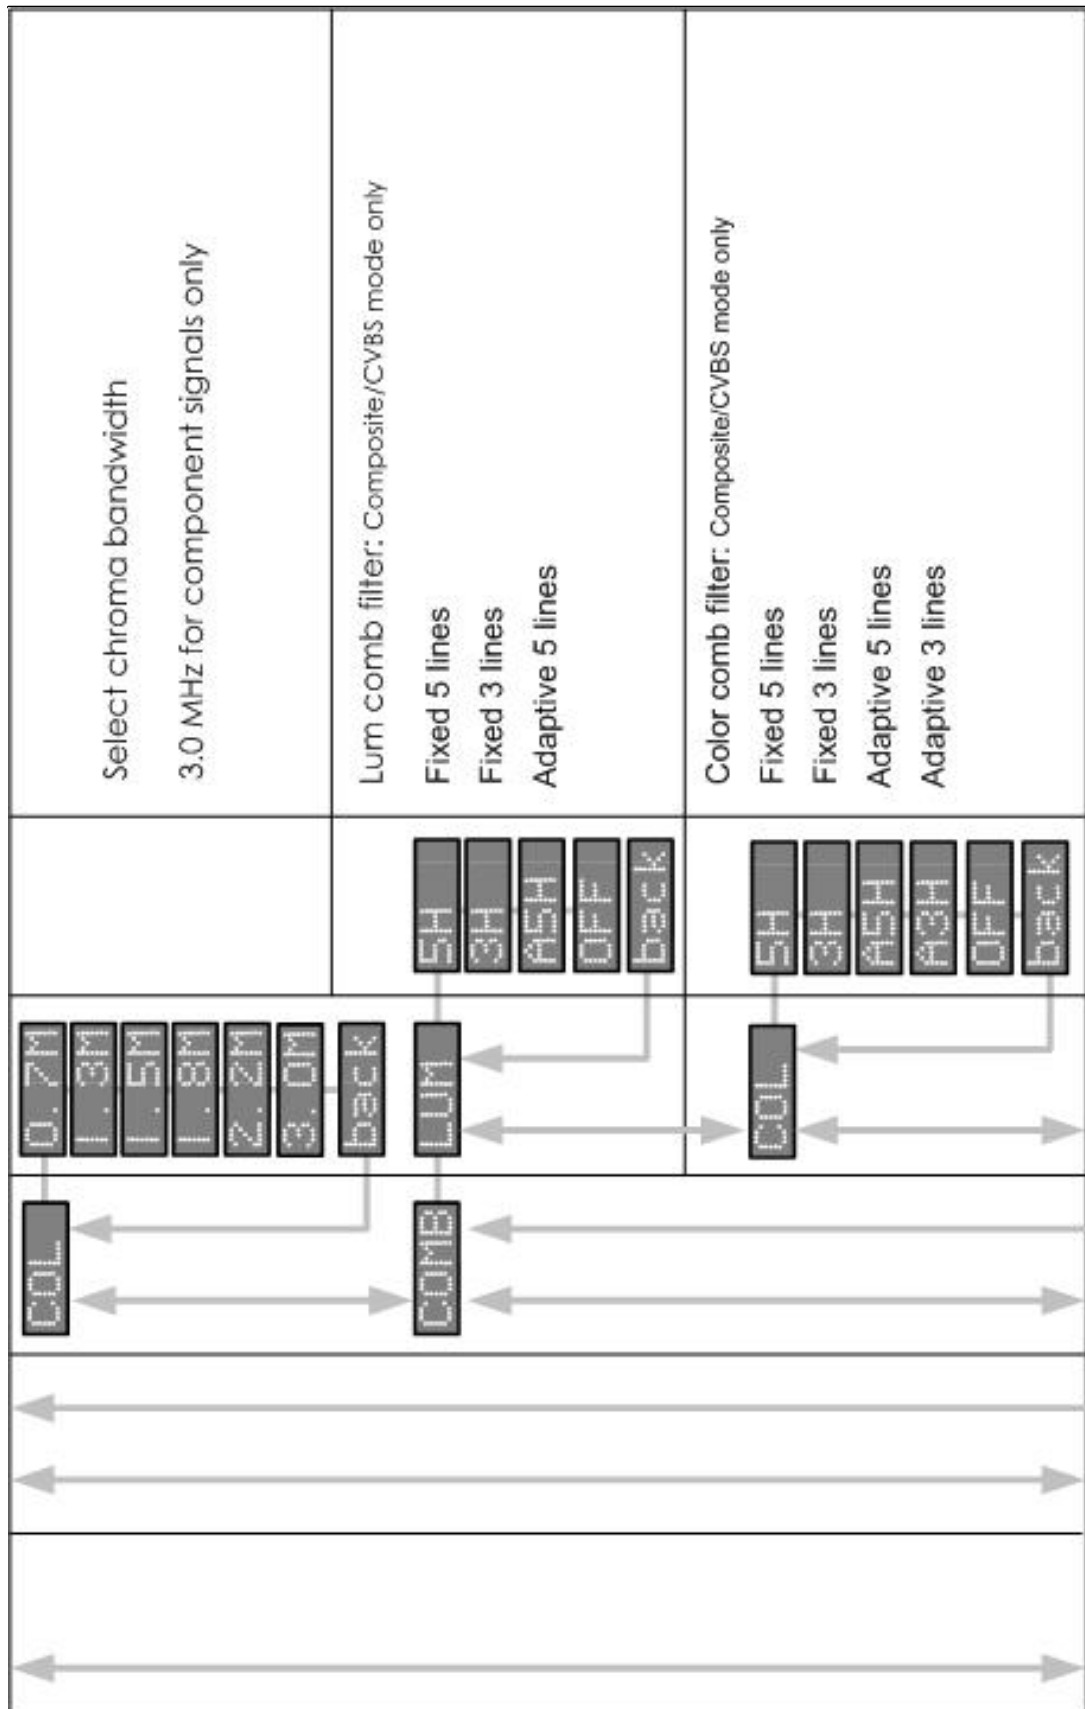 COL
0.7M
1.3M
1.5M
1.8M
2.2M
3.0M
back
Select chroma bandwidth
3.0 MHz for component signals only
COMB
LUM
5H
3H
A5H
OFF
back
Lum comb filter: Composite/CVBS mode only
Fixed 5 lines
Fixed 3 lines
Adaptive 5 lines
COL
5H
3H
A5H
A3H
OFF
back
Color comb filter: Composite/CVBS mode only
Fixed 5 lines
Fixed 3 lines
Adaptive 5 lines
Adaptive 3 lines